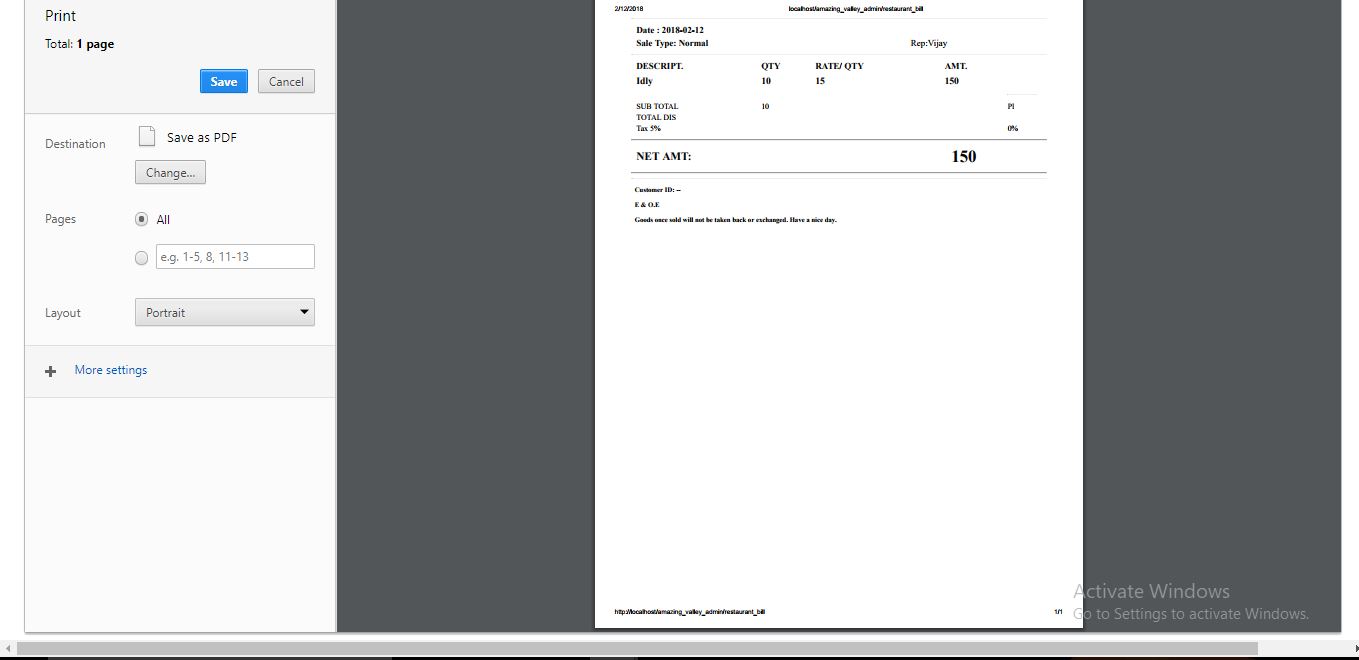 Print
Total: 1 page
Save Cancel
Destination Save as PDF
Change...
Pages All
e.g. 1-5, 8, 11-13
Layout Portrait
More settings
2/12/2018 localhost/amazing_valley_admin/restaurant_bill
Date : 2018-02-12
Sale Type: Normal Rep:Vijay
DESCRIPT. QTY RATE/ QTY AMT.
Idly 10 15 150
SUB TOTAL 10 PI
TOTAL DIS
Tax 5% 0%
NET AMT: 150
Customer ID: --
E & O.E
Goods once sold will not be taken back or exchanged. Have a nice day.
http://localhost/amazing_valley_admin/restaurant_bill 1/1
Activate Windows
Go to Settings to activate Windows.